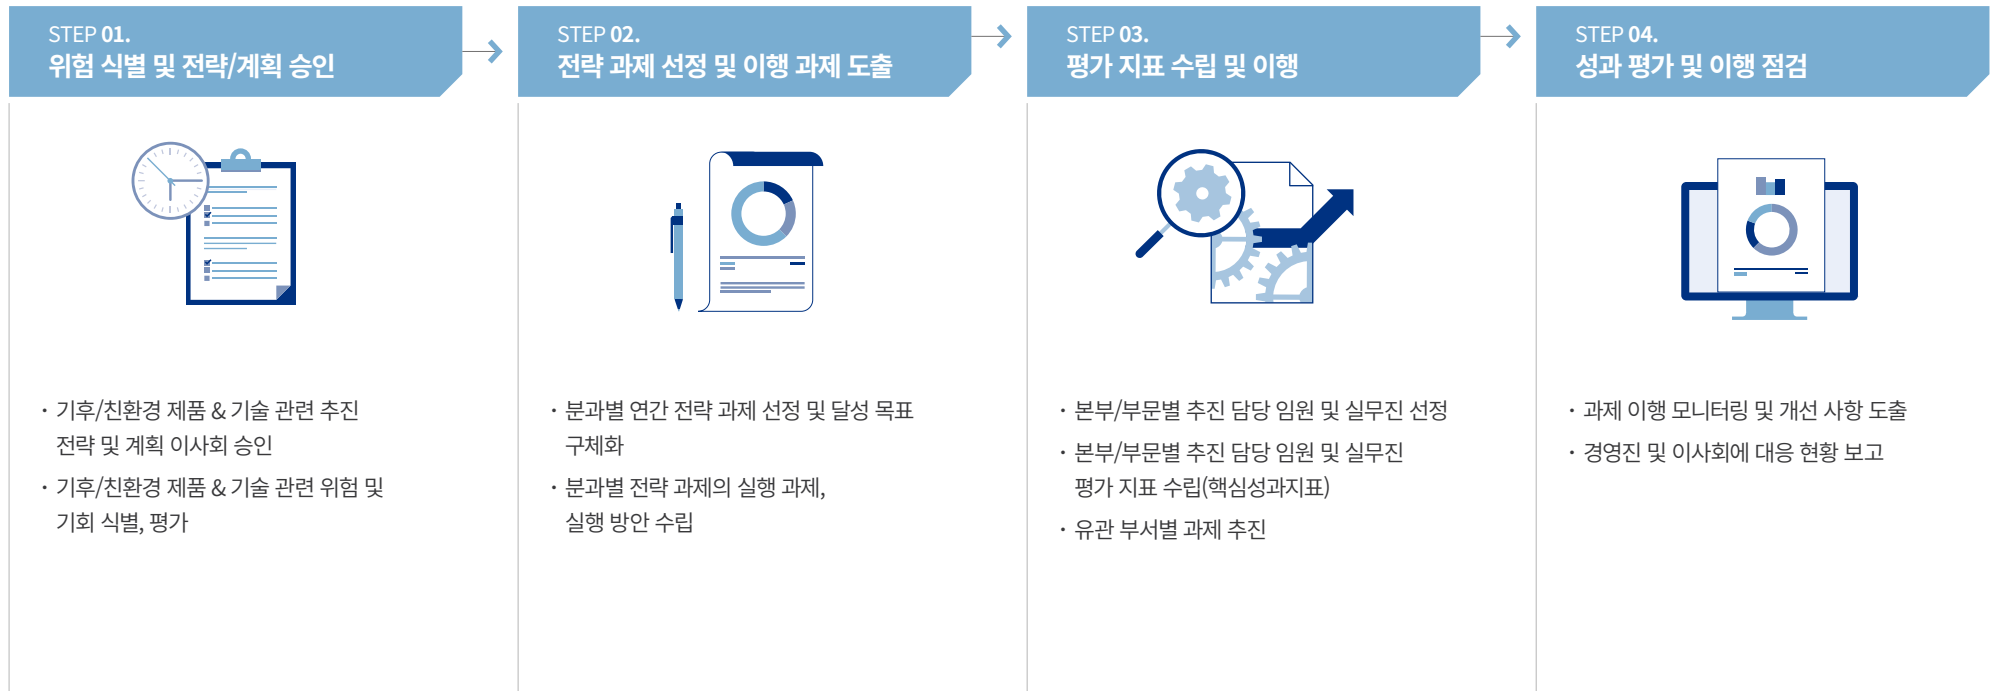 STEP 01.
위험 식별 및 전략/계획 승인
· 기후/친환경 제품 & 기술 관련 추진
전략 및 계획 이사회 승인
· 기후/친환경 제품 & 기술 관련 위험 및
기회 식별, 평가
STEP 02.
전략 과제 선정 및 이행 과제 도출
· 분과별 연간 전략 과제 선정 및 달성 목표
구체화
· 분과별 전략 과제의 실행 과제,
실행 방안 수립
STEP 03.
평가 지표 수립 및 이행
· 본부/부문별 추진 담당 임원 및 실무진 선정
· 본부/부문별 추진 담당 임원 및 실무진
평가 지표 수립(핵심성과지표)
· 유관 부서별 과제 추진
STEP 04.
성과 평가 및 이행 점검
· 과제 이행 모니터링 및 개선 사항 도출
· 경영진 및 이사회에 대응 현황 보고